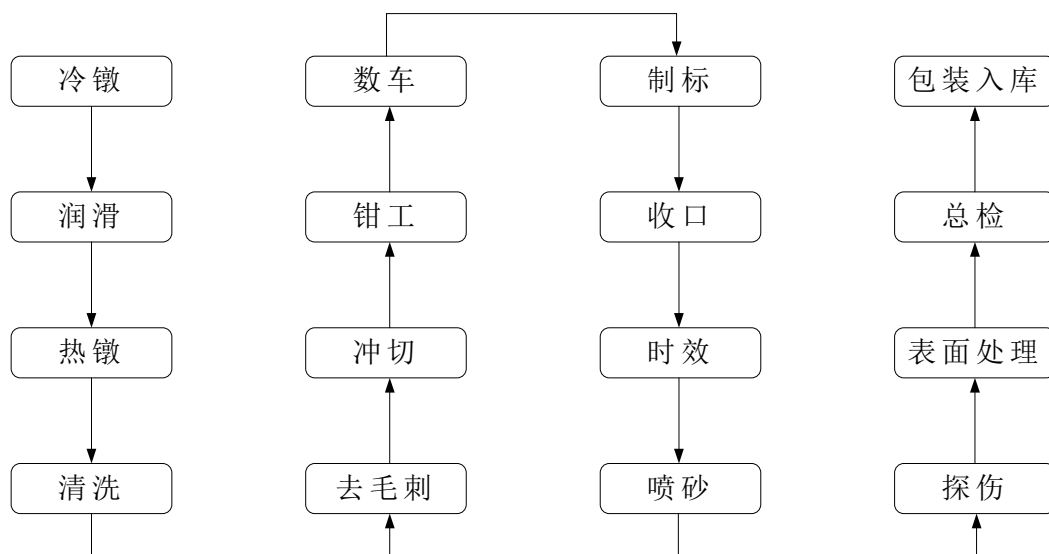 冷镦
润滑
热镦
清洗
去毛刺
冲切
钳工
数车
制标
收口
时效
喷砂
探伤
表面处理
总检
包装入库